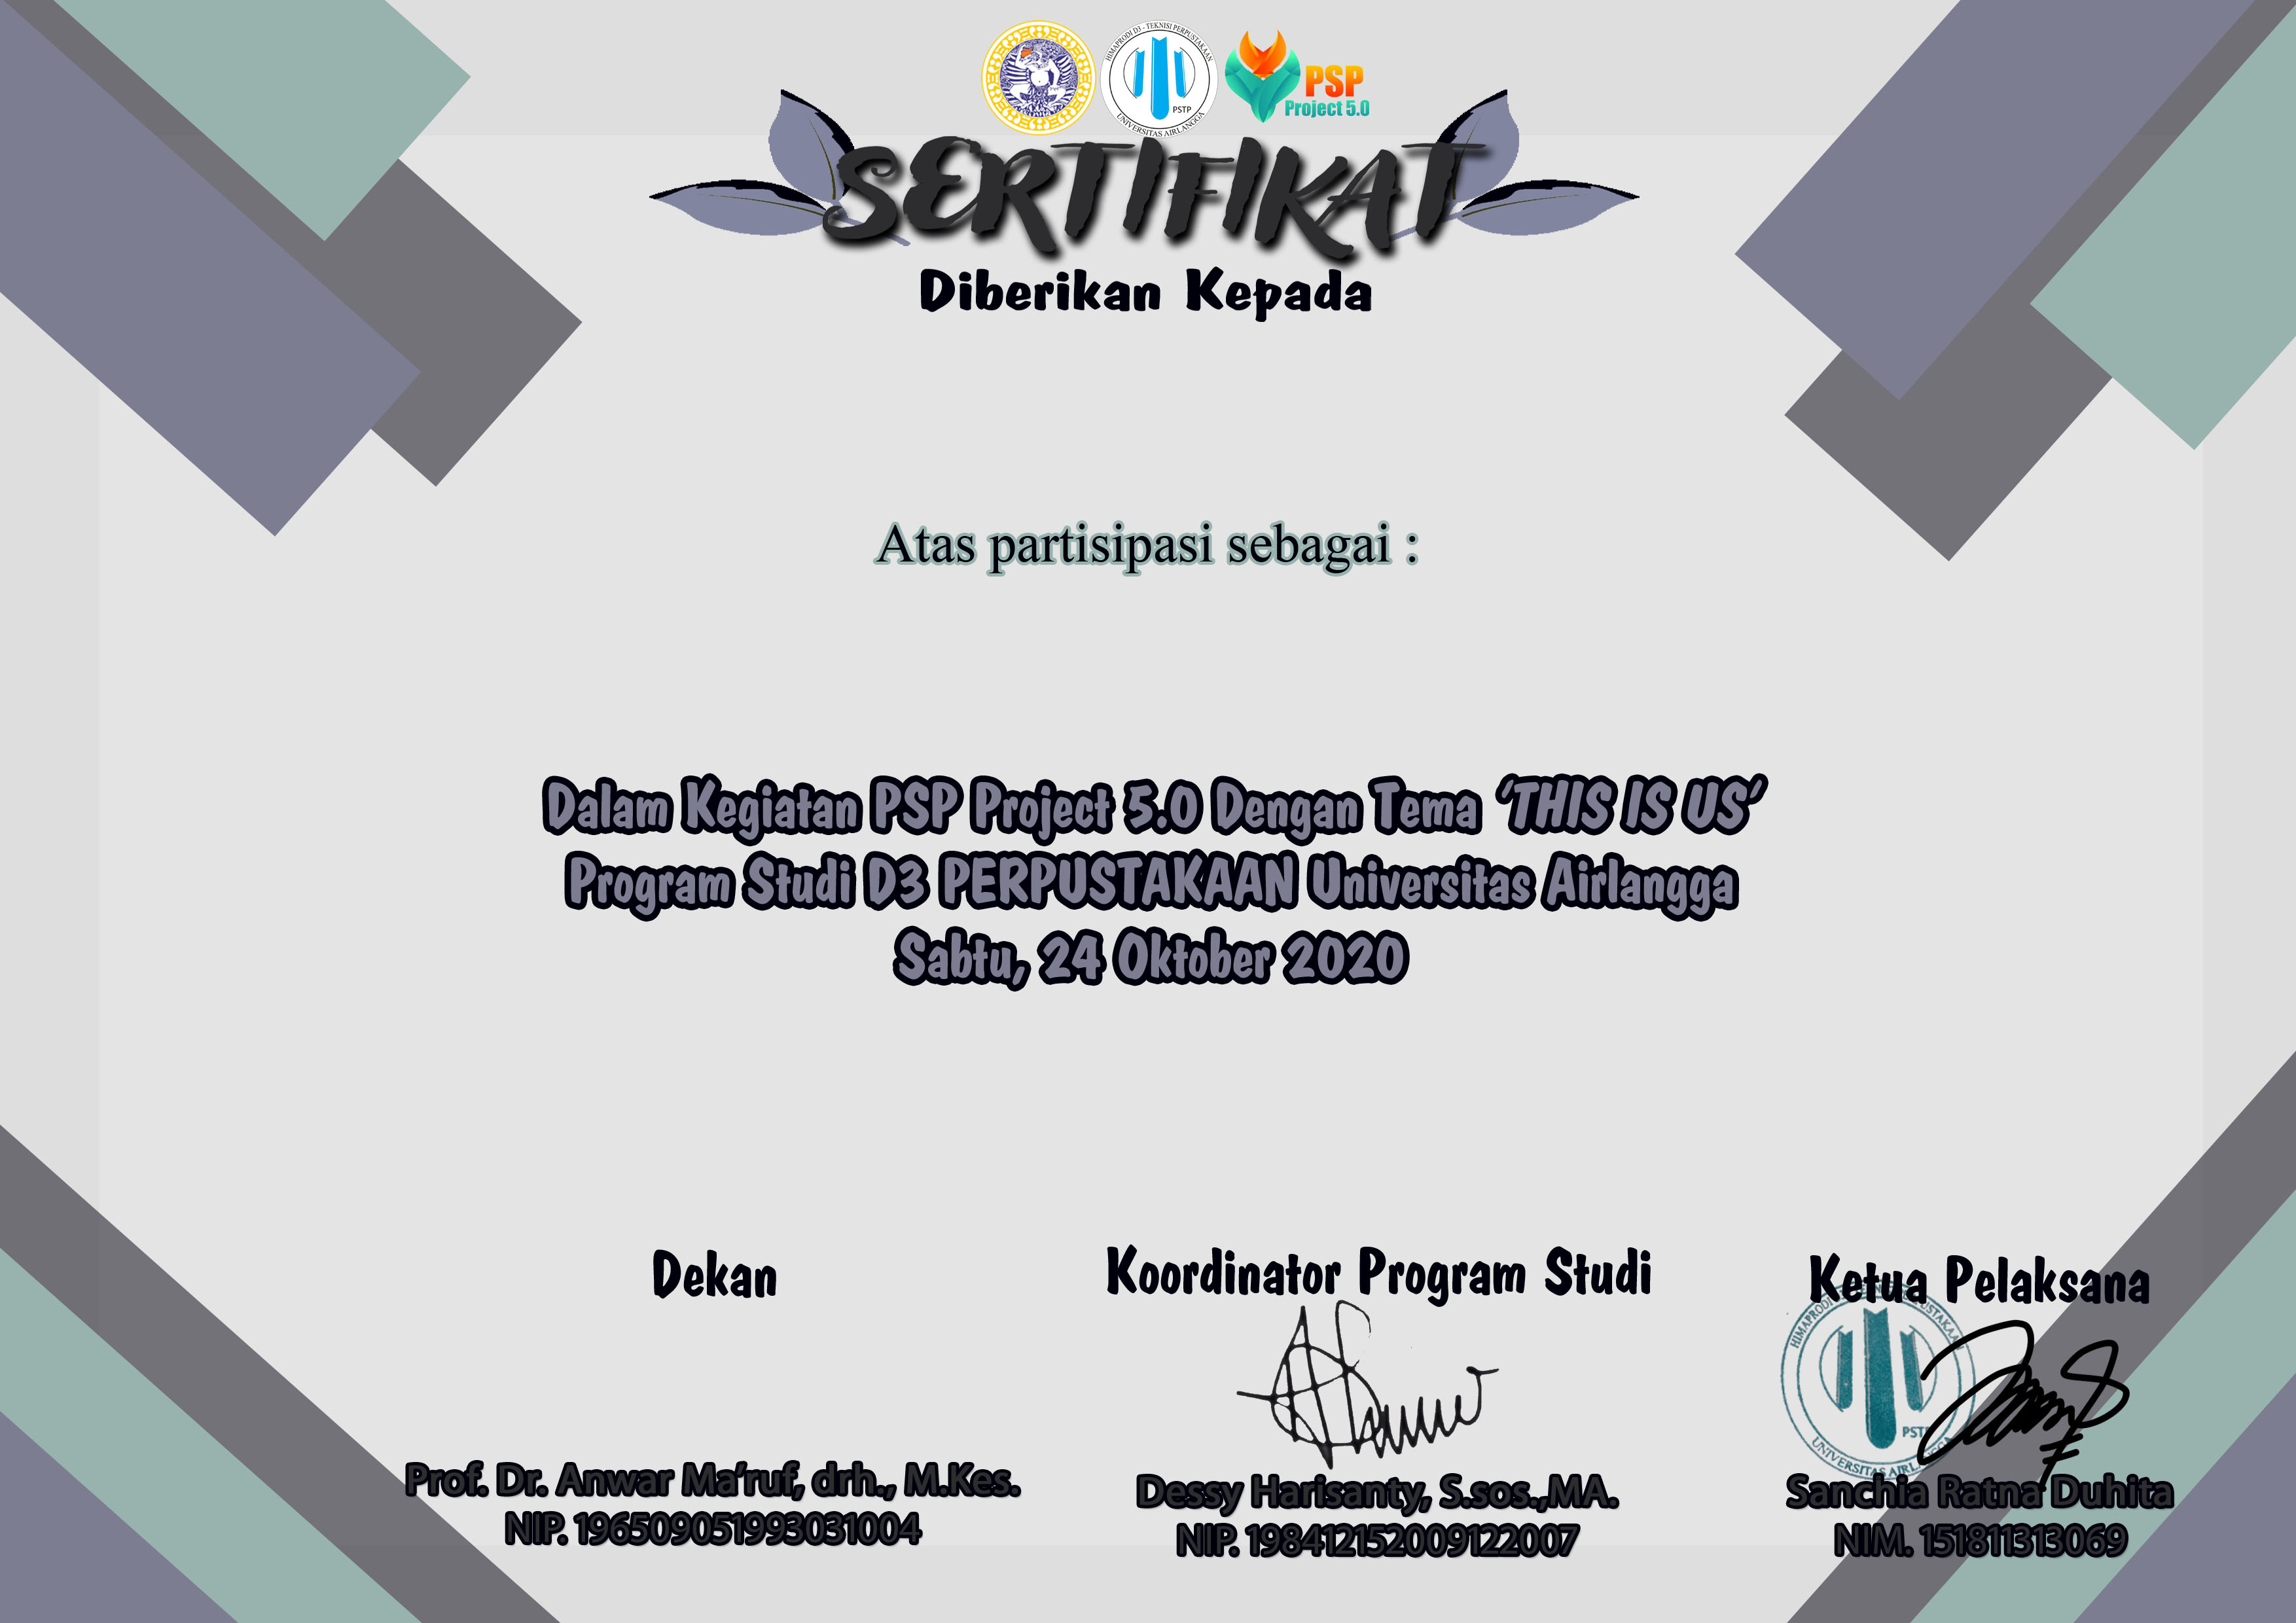 HIMAPRODI D3 - TEKNISI PERPUSTAKAAN
PSTP
UNIVERSITAS AIRLANGGA
PSP
Project 5.0
SERTIFIKAT
Diberikan Kepada
Atas partisipasi sebagai :
Dalam Kegiatan PSP Project 5.0 Dengan Tema 'THIS IS US'
Program Studi D3 PERPUSTAKAAN Universitas Airlangga
Sabtu, 24 Oktober 2020
Dekan
Koordinator Program Studi
Ketua Pelaksana
HIMAPRODI
PSTP
UNIVERSITAS
Prof. Dr. Anwar Ma'ruf, drh., M.Kes.
NIP. 196509051993031004
Dessy Harisanty, S.sos.,MA.
NIP. 198412152009122007
Sanchia Ratna Duhita
NIM. 151811313069